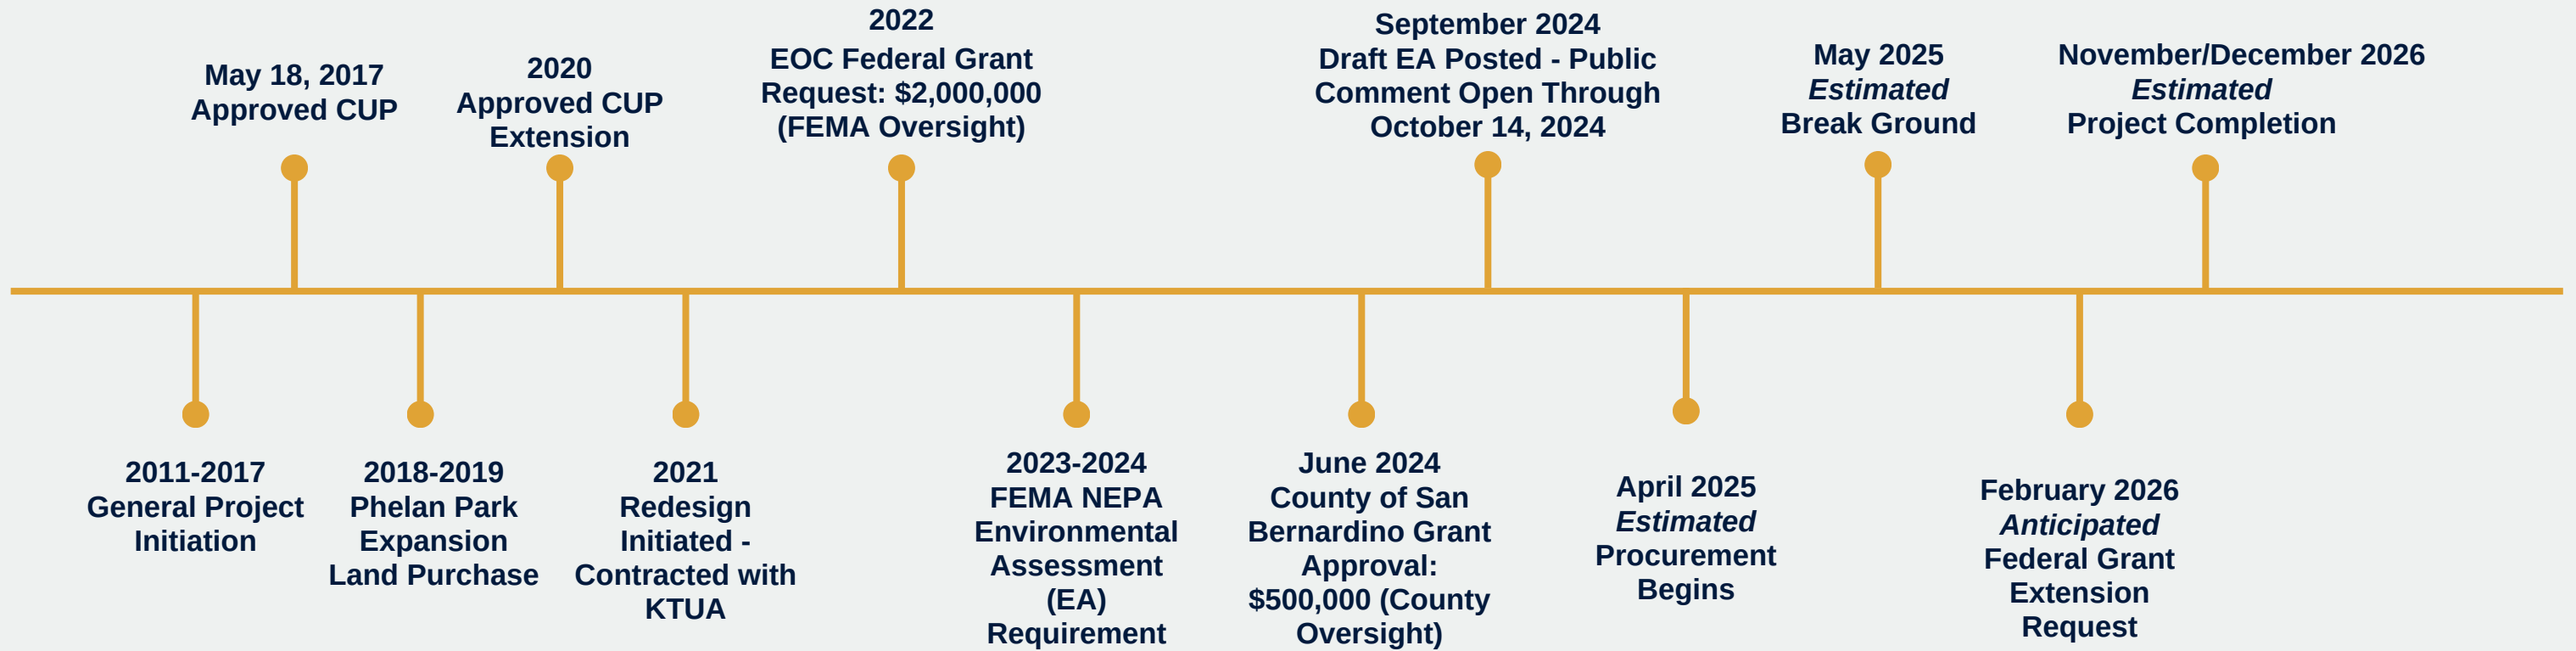 May 18, 2017
Approved CUP
2020
Approved CUP
Extension
2022
EOC Federal Grant
Request: $2,000,000
(FEMA Oversight)
September 2024
Draft EA Posted - Public
Comment Open Through
October 14, 2024
May 2025
Estimated
Break Ground
November/December 2026
Estimated
Project Completion
2011-2017
General Project
Initiation
2018-2019
Phelan Park
Expansion
Land Purchase
2021
Redesign
Initiated -
Contracted with
KTUA
2023-2024
FEMA NEPA
Environmental
Assessment
(EA)
Requirement
June 2024
County of San
Bernardino Grant
Approval:
$500,000 (County
Oversight)
April 2025
Estimated
Procurement
Begins
February 2026
Anticipated
Federal Grant
Extension
Request